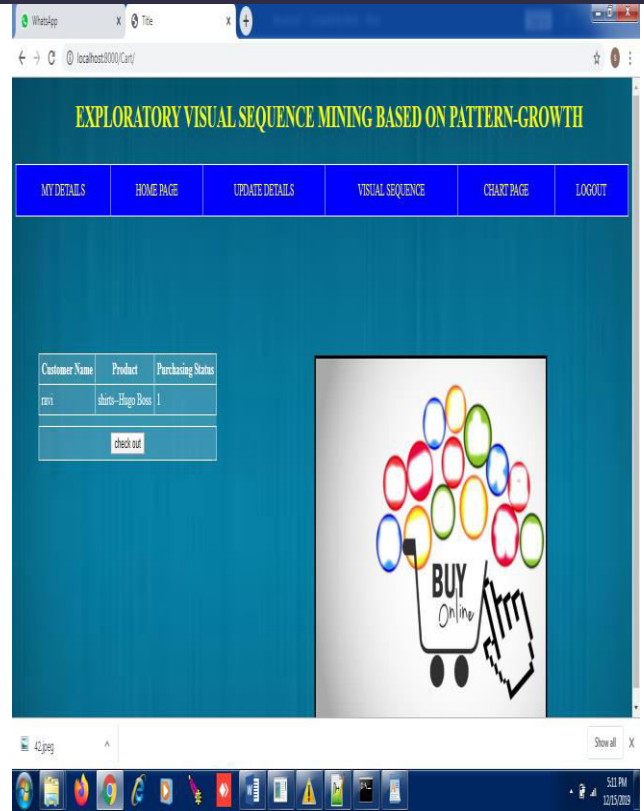 WhatsApp
Title
localhost:8000/Cart/
EXPLORATORY VISUAL SEQUENCE MINING BASED ON PATTERN-GROWTH
MY DETAILS HOME PAGE UPDATE DETAILS VISUAL SEQUENCE CHART PAGE LOGOUT
Customer Name Product Purchasing Status
ravi shirts--Hugo Boss 1
check out
BUY
Online
42.jpeg
Show all
5:11 PM
12/15/2019